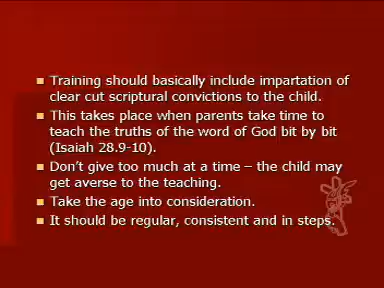 Training should basically include impartation of
clear cut scriptural convictions to the child.
This takes place when parents take time to
teach the truths of the word of God bit by bit
(Isaiah 28.9-10).
Don't give too much at a time – the child may
get averse to the teaching.
Take the age into consideration.
It should be regular, consistent and in steps.